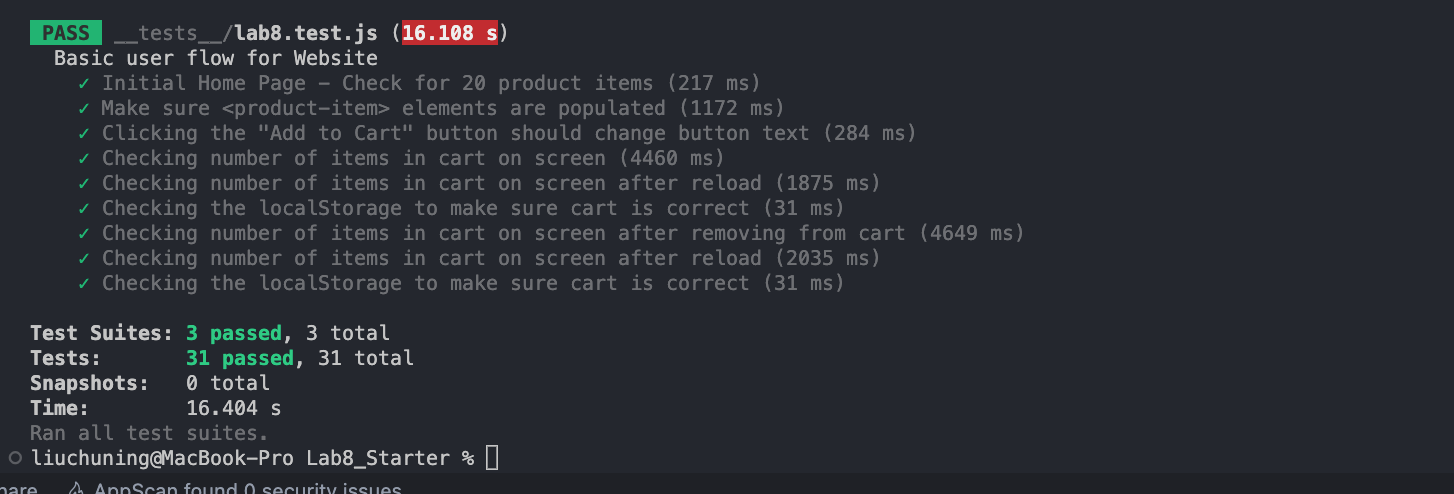 PASS __tests__/lab8.test.js (16.108 s)
Basic user flow for Website
✓ Initial Home Page – Check for 20 product items (217 ms)
✓ Make sure <product-item> elements are populated (1172 ms)
✓ Clicking the "Add to Cart" button should change button text (284 ms)
✓ Checking number of items in cart on screen (4460 ms)
✓ Checking number of items in cart on screen after reload (1875 ms)
✓ Checking the localStorage to make sure cart is correct (31 ms)
✓ Checking number of items in cart on screen after removing from cart (4649 ms)
✓ Checking number of items in cart on screen after reload (2035 ms)
✓ Checking the localStorage to make sure cart is correct (31 ms)
Test Suites: 3 passed, 3 total
Tests: 31 passed, 31 total
Snapshots: 0 total
Time: 16.404 s
Ran all test suites.
liuchuning@MacBook-Pro Lab8_Starter %
AppScan found 0 security issues